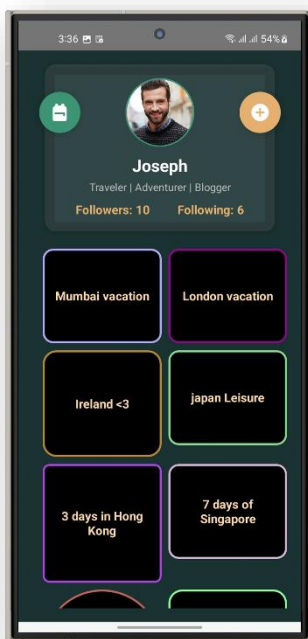 3:36 54%
Joseph
Traveler | Adventurer | Blogger
Followers: 10 Following: 6
Mumbai vacation London vacation
Ireland <3 japan Leisure
3 days in Hong
Kong
7 days of
Singapore